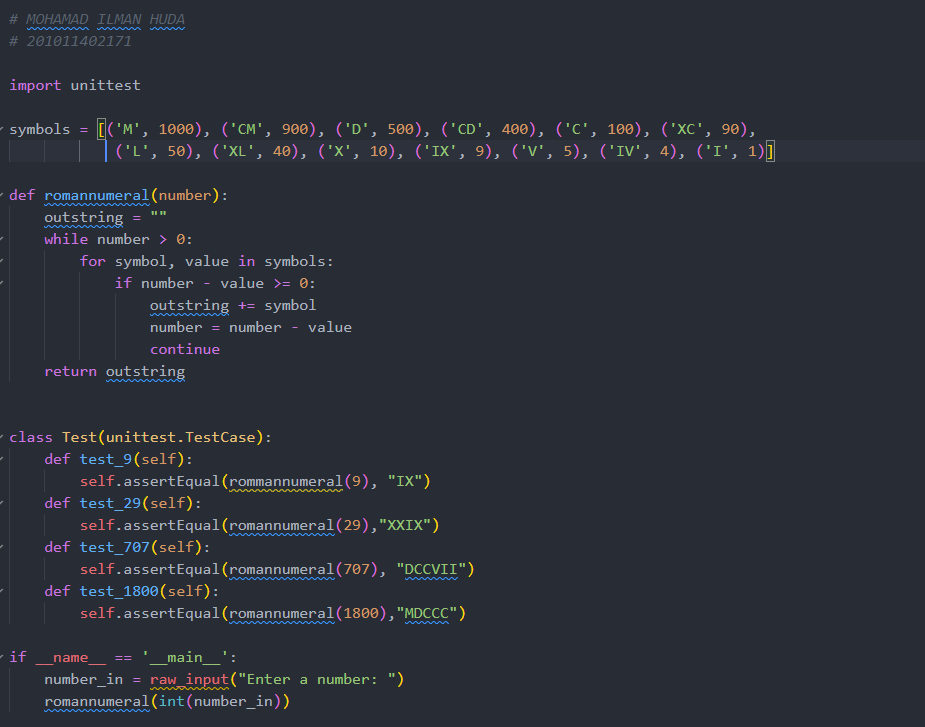 # MOHAMAD ILMAN HUDA
# 201011402171
import unittest
symbols = [('M', 1000), ('CM', 900), ('D', 500), ('CD', 400), ('C', 100), ('XC', 90),
('L', 50), ('XL', 40), ('X', 10), ('IX', 9), ('V', 5), ('IV', 4), ('I', 1)]
def romannumeral(number):
outstring = ""
while number > 0:
for symbol, value in symbols:
if number - value >= 0:
outstring += symbol
number = number - value
continue
return outstring
class Test(unittest.TestCase):
def test_9(self):
self.assertEqual(rommannumeral(9), "IX")
def test_29(self):
self.assertEqual(romannumeral(29),"XXIX")
def test_707(self):
self.assertEqual(romannumeral(707), "DCCVII")
def test_1800(self):
self.assertEqual(romannumeral(1800),"MDCCC")
if __name__ == '__main__':
number_in = raw_input("Enter a number: ")
romannumeral(int(number_in))